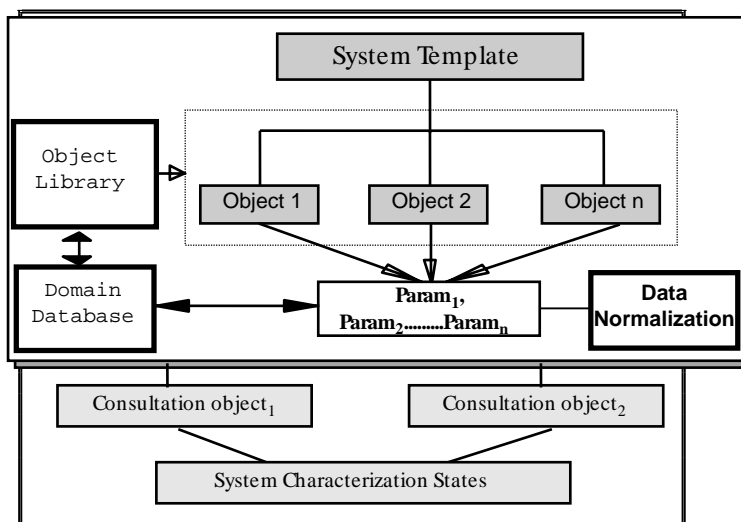 System Template
Object
Library
Object 1
Object 2
Object n
Domain
Database
Param₁,
Param₂.........Paramₙ
Data
Normalization
Consultation object₁
Consultation object₂
System Characterization States